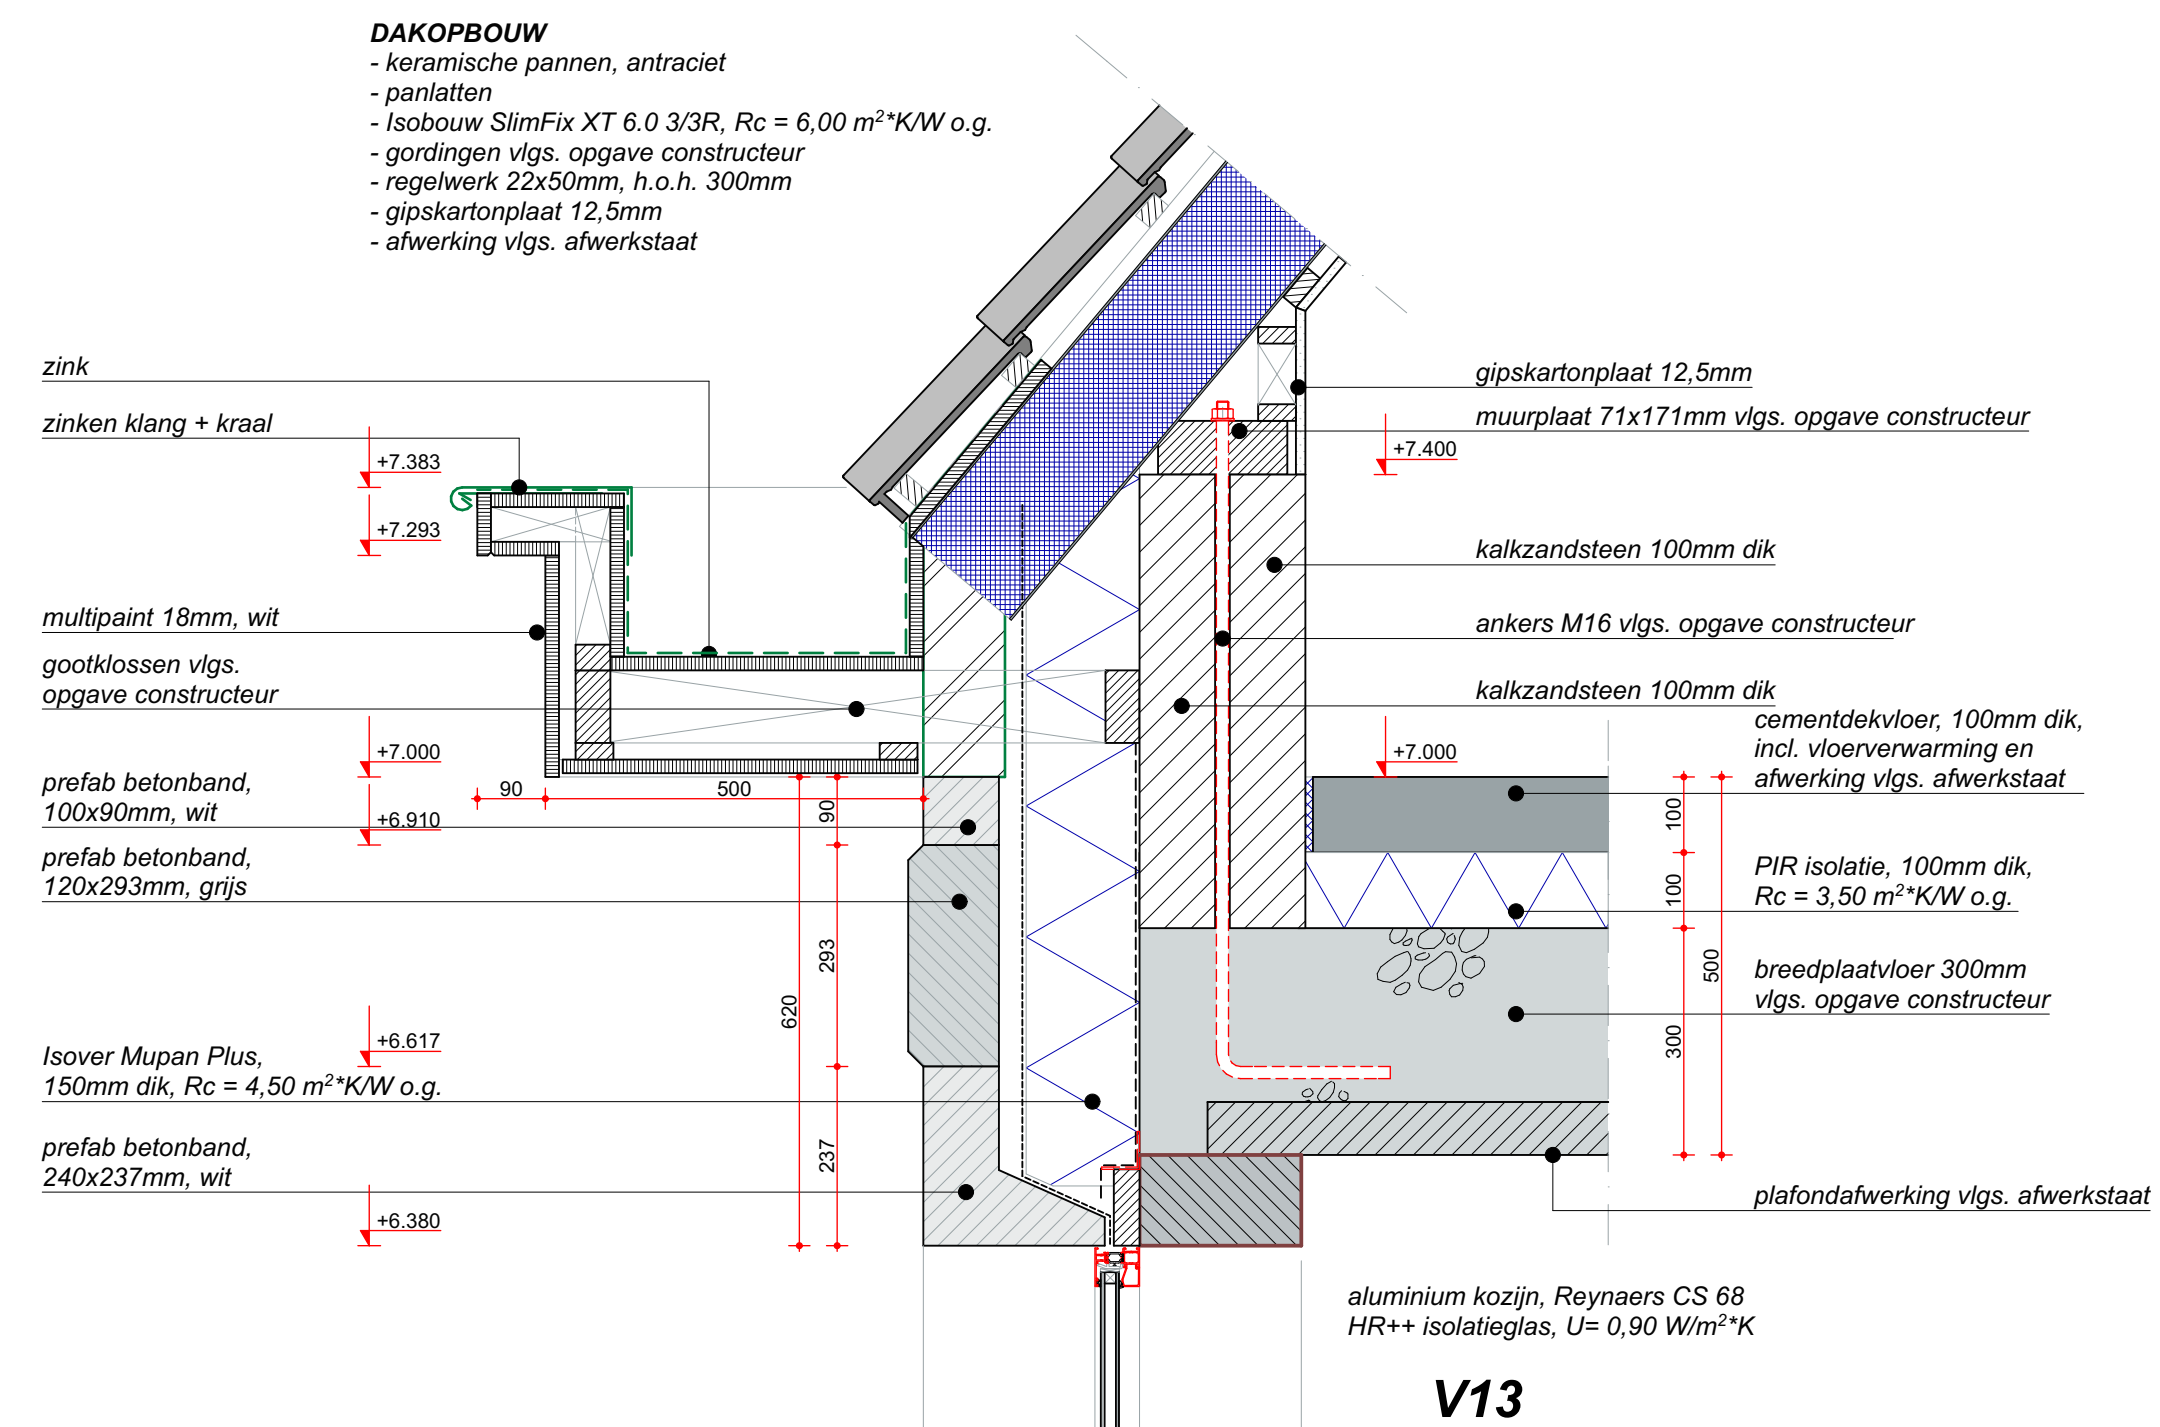 DAKOPBOUW
- keramische pannen, antraciet
- panlatten
- Isobouw SlimFix XT 6.0 3/3R, Rc = 6,00 m²*K/W o.g.
- gordingen vlgs. opgave constructeur
- regelwerk 22x50mm, h.o.h. 300mm
- gipskartonplaat 12,5mm
- afwerking vlgs. afwerkstaat
zink
zinken klang + kraal
+7.383
+7.293
multipaint 18mm, wit
gootklossen vlgs.
opgave constructeur
+7.000
prefab betonband,
100x90mm, wit
+6.910
prefab betonband,
120x293mm, grijs
+6.617
Isover Mupan Plus,
150mm dik, Rc = 4,50 m²*K/W o.g.
prefab betonband,
240x237mm, wit
+6.380
90
500
90
293
620
237
gipskartonplaat 12,5mm
muurplaat 71x171mm vlgs. opgave constructeur
+7.400
kalkzandsteen 100mm dik
ankers M16 vlgs. opgave constructeur
kalkzandsteen 100mm dik
cementdekvloer, 100mm dik,
incl. vloerverwarming en
afwerking vlgs. afwerkstaat
+7.000
100
PIR isolatie, 100mm dik,
Rc = 3,50 m²*K/W o.g.
100
500
breedplaatvloer 300mm
vlgs. opgave constructeur
300
plafondafwerking vlgs. afwerkstaat
aluminium kozijn, Reynaers CS 68
HR++ isolatieglas, U= 0,90 W/m²*K
V13